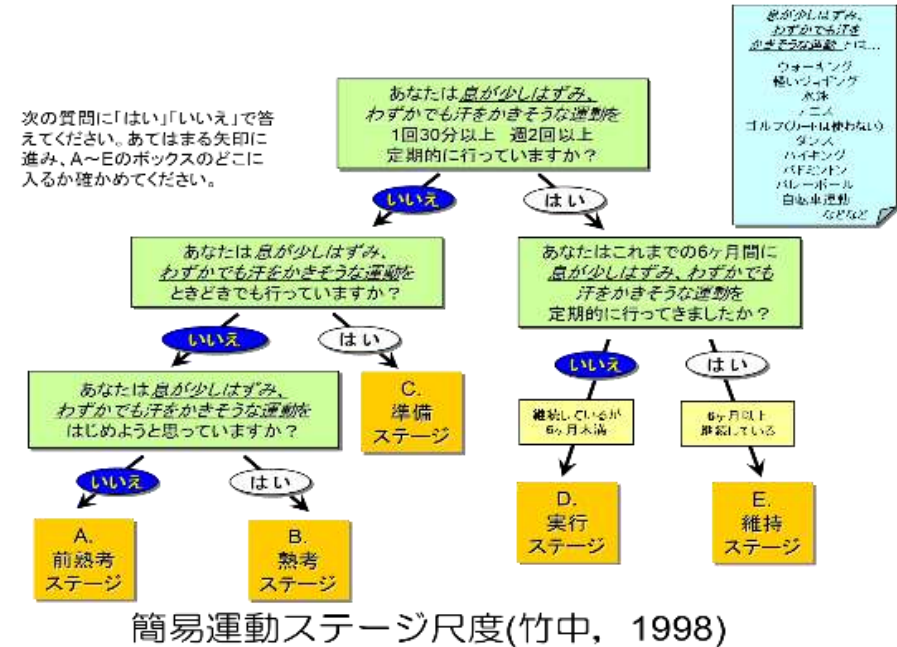 次の質問に「はい」「いいえ」で答
えてください。あてはまる矢印に
進み、A～Eのボックスのどこに
入るか確かめてください。
あなたは息が少しはずみ、
わずかでも汗をかきそうな運動を
1回30分以上 週2回以上
定期的に行っていますか？
息が少しはずみ、
わずかでも汗を
かきそうな運動 とは…
ウォーキング
軽いジョギング
水泳
テニス
ゴルフ(カートは使わない)
ダンス
ハイキング
バドミントン
バレーボール
自転車運動
などなど
いいえ
はい
あなたは息が少しはずみ、
わずかでも汗をかきそうな運動を
ときどきでも行っていますか？
あなたはこれまでの6ヶ月間に
息が少しはずみ、わずかでも
汗をかきそうな運動を
定期的に行ってきましたか？
いいえ
はい
いいえ
はい
あなたは息が少しはずみ、
わずかでも汗をかきそうな運動を
はじめようと思っていますか？
C.
準備
ステージ
継続しているが
6ヶ月未満
6ヶ月以上
継続している
いいえ
はい
A.
前熟考
ステージ
B.
熟考
ステージ
D.
実行
ステージ
E.
維持
ステージ
簡易運動ステージ尺度(竹中，1998)